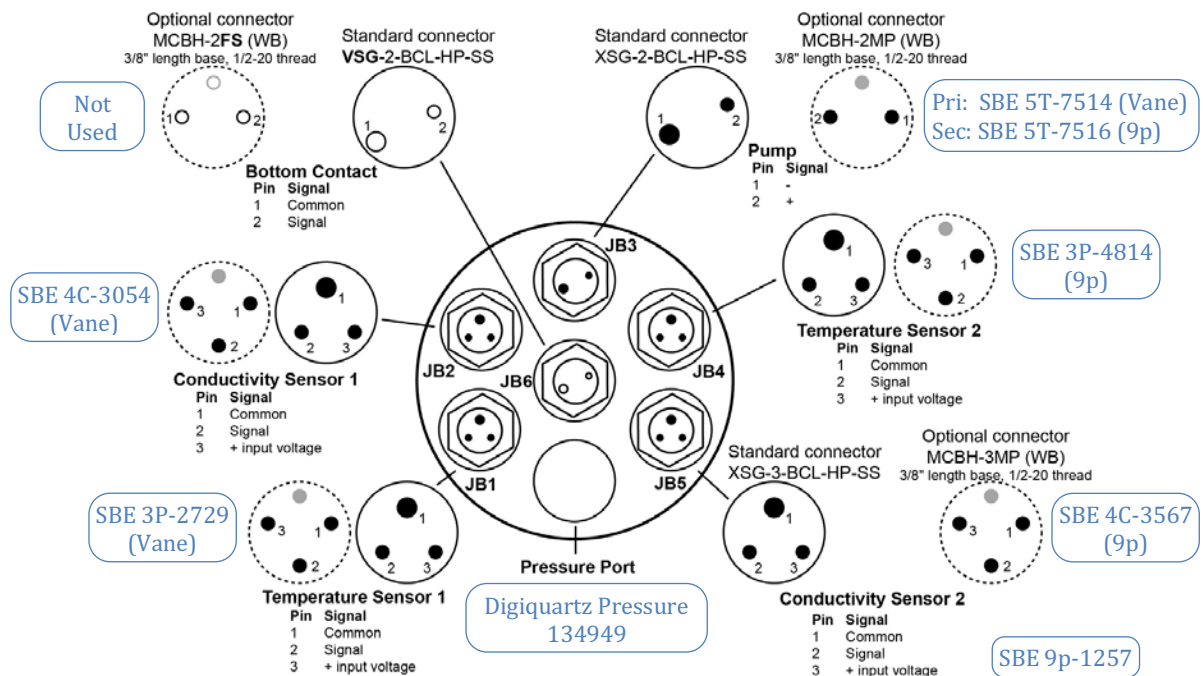 Optional connector
MCBH-2FS (WB)
3/8" length base, 1/2-20 thread
Standard connector
VSG-2-BCL-HP-SS
Standard connector
XSG-2-BCL-HP-SS
Optional connector
MCBH-2MP (WB)
3/8" length base, 1/2-20 thread
Not
Used
1
2
1
2
1
2
2
1
Pri: SBE 5T-7514 (Vane)
Sec: SBE 5T-7516 (9p)
Bottom Contact
Pin Signal
1 Common
2 Signal
Pump
Pin Signal
1 -
2 +
JB3
SBE 4C-3054
(Vane)
3
1
2
1
2
3
Conductivity Sensor 1
Pin Signal
1 Common
2 Signal
3 + input voltage
JB2
JB6
JB4
1
2
3
3
1
2
SBE 3P-4814
(9p)
Temperature Sensor 2
Pin Signal
1 Common
2 Signal
3 + input voltage
JB1
JB5
SBE 3P-2729
(Vane)
3
1
2
1
2
3
Temperature Sensor 1
Pin Signal
1 Common
2 Signal
3 + input voltage
Pressure Port
Digiquartz Pressure
134949
Standard connector
XSG-3-BCL-HP-SS
Optional connector
MCBH-3MP (WB)
3/8" length base, 1/2-20 thread
1
2
3
3
1
2
SBE 4C-3567
(9p)
Conductivity Sensor 2
Pin Signal
1 Common
2 Signal
3 + input voltage
SBE 9p-1257